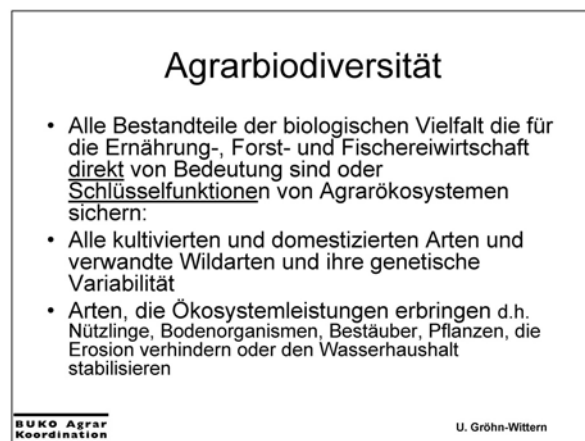 Agrarbiodiversität
• Alle Bestandteile der biologischen Vielfalt die für
die Ernährung-, Forst- und Fischereiwirtschaft
direkt von Bedeutung sind oder
Schlüsselfunktionen von Agrarökosystemen
sichern:
• Alle kultivierten und domestizierten Arten und
verwandte Wildarten und ihre genetische
Variabilität
• Arten, die Ökosystemleistungen erbringen d.h.
Nützlinge, Bodenorganismen, Bestäuber, Pflanzen, die
Erosion verhindern oder den Wasserhaushalt
stabilisieren
BUKO Agrar
Koordination
U. Gröhn-Wittern